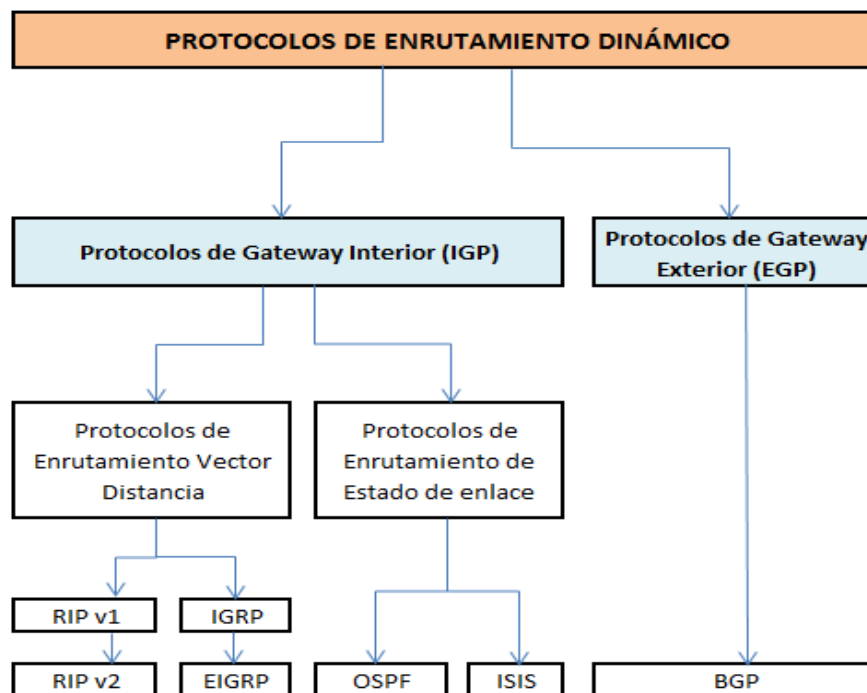 PROTOCOLOS DE ENRUTAMIENTO DINÁMICO
Protocolos de Gateway Interior (IGP)
Protocolos de Gateway
Exterior (EGP)
Protocolos de
Enrutamiento Vector
Distancia
Protocolos de
Enrutamiento de
Estado de enlace
RIP v1
IGRP
RIP v2
EIGRP
OSPF
ISIS
BGP